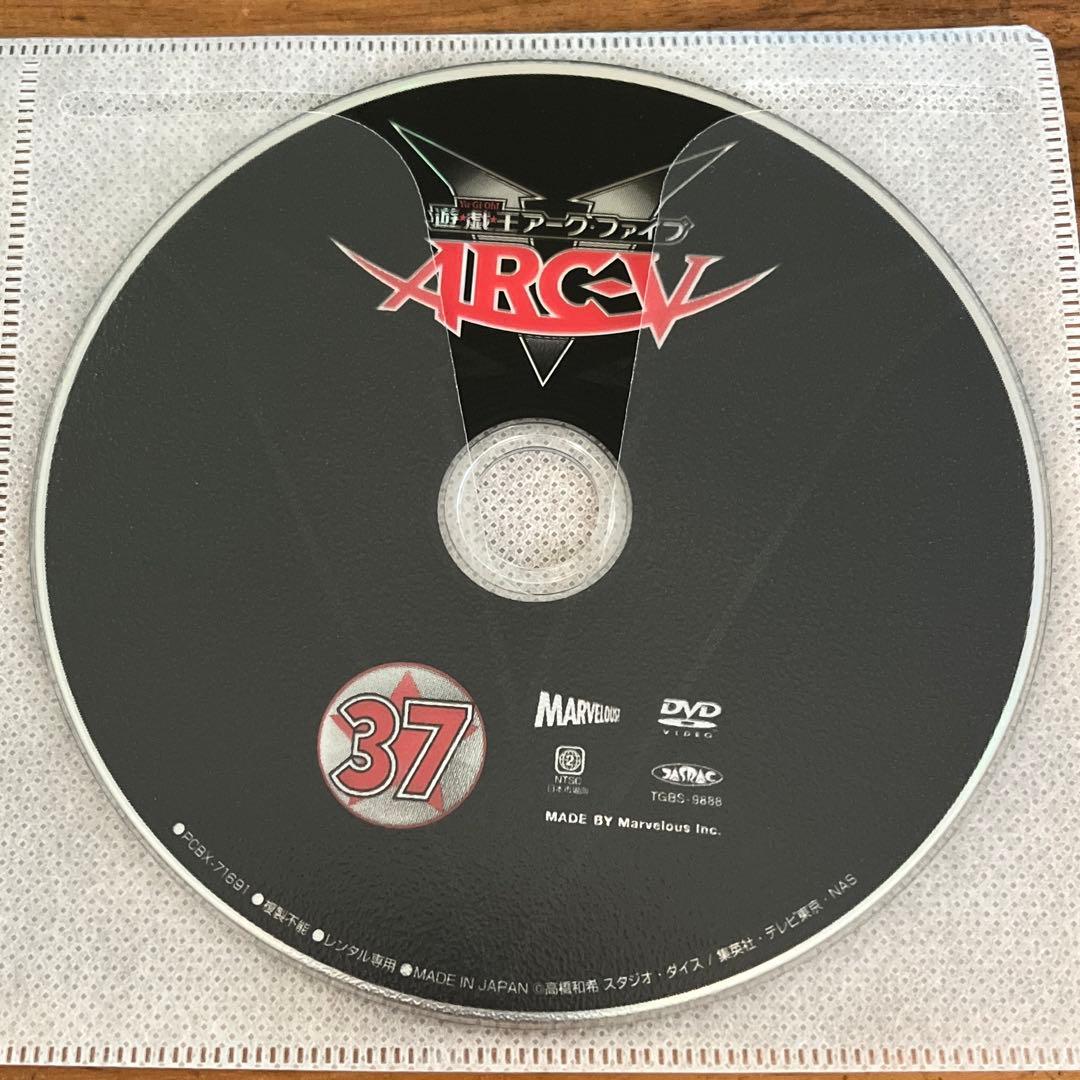 Yu-Gi-Oh!
遊☆戯☆王アーク・ファイブ
ARC-V
37
MARVELOUS!
DVD
VIDEO
2
NTSC
日本市場向
JASRAC
TGBS-9888
MADE BY Marvelous Inc.
●PCBX-71691 ●複製不能 ●レンタル専用 ●MADE IN JAPAN ©高橋和希 スタジオ・ダイス / 集英社・テレビ東京・NAS